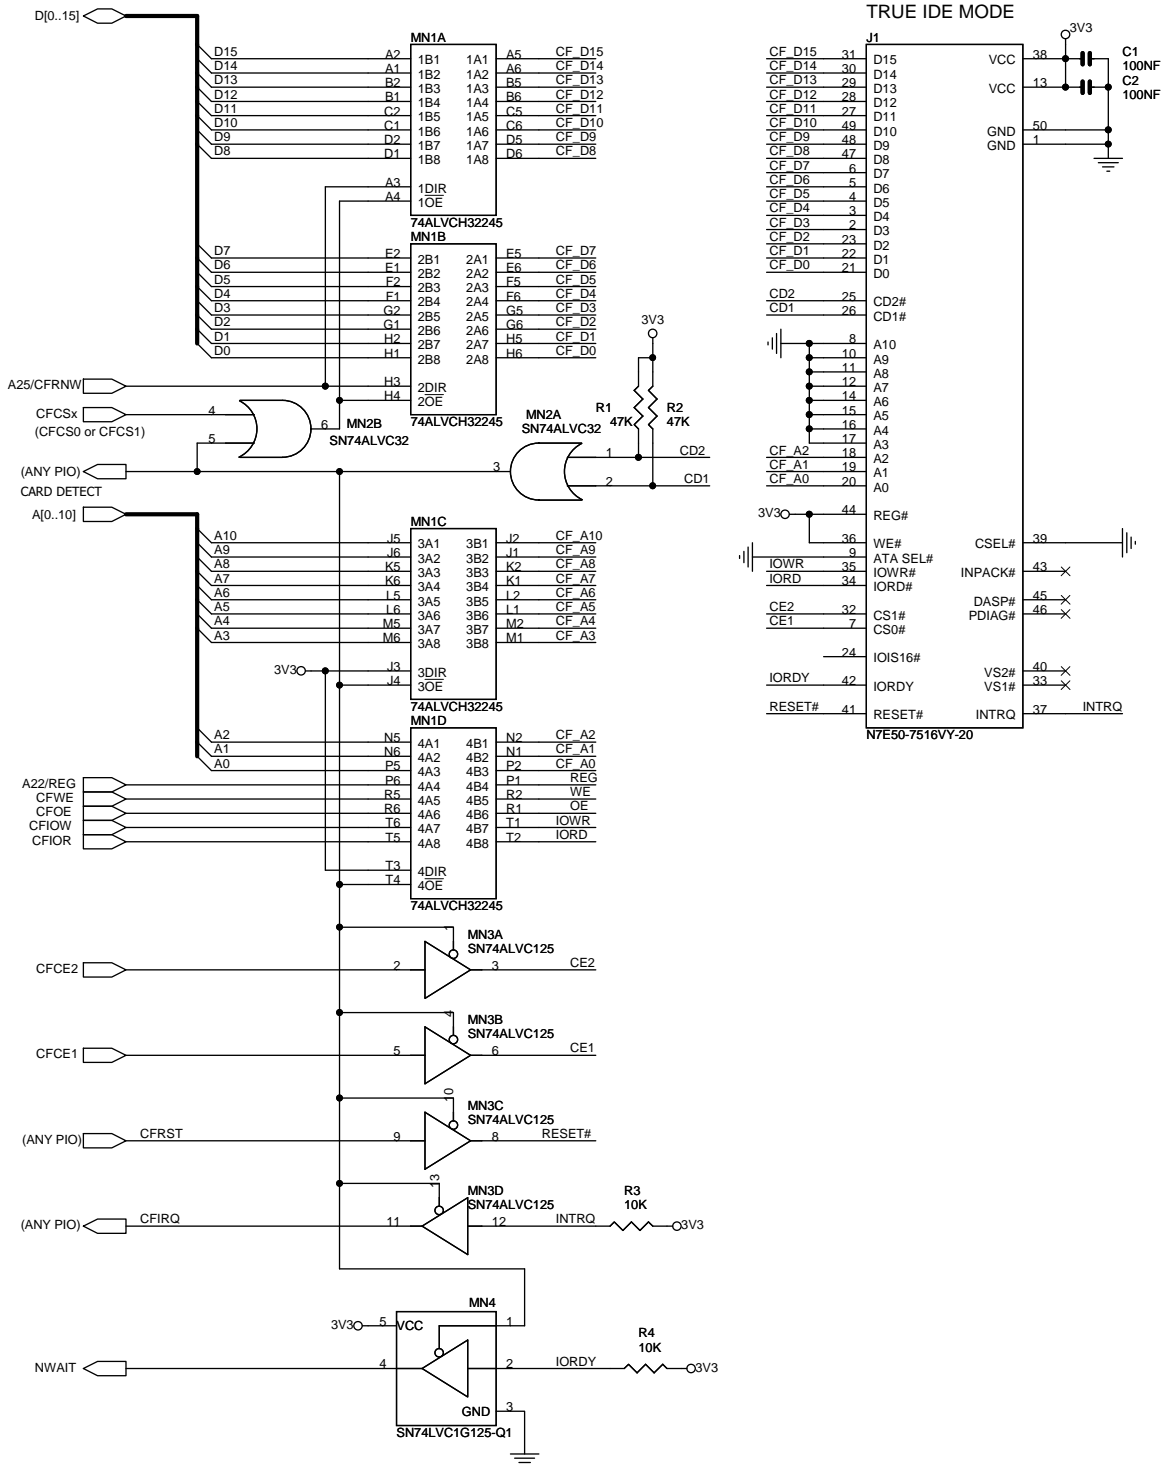 TRUE IDE MODE
D[0..15]
MN1A
D15 A2 1B1 1A1 A5 CF_D15
D14 A1 1B2 1A2 A6 CF_D14
D13 B2 1B3 1A3 B5 CF_D13
D12 B1 1B4 1A4 B6 CF_D12
D11 C2 1B5 1A5 C5 CF_D11
D10 C1 1B6 1A6 C6 CF_D10
D9 D2 1B7 1A7 D5 CF_D9
D8 D1 1B8 1A8 D6 CF_D8
A3 1DIR
A4 1OE
74ALVCH32245
MN1B
D7 E2 2B1 2A1 E5 CF_D7
D6 E1 2B2 2A2 E6 CF_D6
D5 F2 2B3 2A3 F5 CF_D5
D4 F1 2B4 2A4 F6 CF_D4
D3 G2 2B5 2A5 G5 CF_D3
D2 G1 2B6 2A6 G6 CF_D2
D1 H2 2B7 2A7 H5 CF_D1
D0 H1 2B8 2A8 H6 CF_D0
A25/CFRNW H3 2DIR
H4 2OE
74ALVCH32245
CFCSx 4
(CFCS0 or CFCS1)
5
6
MN2B
SN74ALVC32
3V3
R1
47K
R2
47K
MN2A
SN74ALVC32
1 CD2
2 CD1
3
(ANY PIO)
CARD DETECT
A[0..10]
A10 J5 3A1 3B1 J2 CF_A10
A9 J6 3A2 3B2 J1 CF_A9
A8 K5 3A3 3B3 K2 CF_A8
A7 K6 3A4 3B4 K1 CF_A7
A6 L5 3A5 3B5 L2 CF_A6
A5 L6 3A6 3B6 L1 CF_A5
A4 M5 3A7 3B7 M2 CF_A4
A3 M6 3A8 3B8 M1 CF_A3
MN1C
3V3 J3 3DIR
J4 3OE
74ALVCH32245
MN1D
A2 N5 4A1 4B1 N2 CF_A2
A1 N6 4A2 4B2 N1 CF_A1
A0 P5 4A3 4B3 P2 CF_A0
A22/REG P6 4A4 4B4 P1 REG
CFWE R5 4A5 4B5 R2 WE
CFOE R6 4A6 4B6 R1 OE
CFIOW T6 4A7 4B7 T1 IOWR
CFIOR T5 4A8 4B8 T2 IORD
T3 4DIR
T4 4OE
74ALVCH32245
1
MN3A
SN74ALVC125
CFCE2 2 3 CE2
4
MN3B
SN74ALVC125
CFCE1 5 6 CE1
10
MN3C
SN74ALVC125
(ANY PIO) CFRST 9 8 RESET#
13
MN3D
SN74ALVC125
R3
10K
(ANY PIO) CFIRQ 11 12 INTRQ 3V3
MN4
3V3 5 VCC 1
R4
10K
NWAIT 4 2 IORDY 3V3
GND 3
SN74LVC1G125-Q1
J1
3V3
CF_D15 31 D15
CF_D14 30 D14
CF_D13 29 D13
CF_D12 28 D12
CF_D11 27 D11
CF_D10 49 D10
CF_D9 48 D9
CF_D8 47 D8
CF_D7 6 D7
CF_D6 5 D6
CF_D5 4 D5
CF_D4 3 D4
CF_D3 2 D3
CF_D2 23 D2
CF_D1 22 D1
CF_D0 21 D0
CD2 25 CD2#
CD1 26 CD1#
8 A10
10 A9
11 A8
12 A7
14 A6
15 A5
16 A4
17 A3
CF_A2 18 A2
CF_A1 19 A1
CF_A0 20 A0
3V3 44 REG#
36 WE#
9 ATA SEL#
IOWR 35 IOWR#
IORD 34 IORD#
CE2 32 CS1#
CE1 7 CS0#
24 IOIS16#
IORDY 42 IORDY
RESET# 41 RESET#
VCC 38
VCC 13
C1
100NF
C2
100NF
GND 50
GND 1
CSEL# 39
INPACK# 43
DASP# 45
PDIAG# 46
VS2# 40
VS1# 33
INTRQ 37 INTRQ
N7E50-7516VY-20